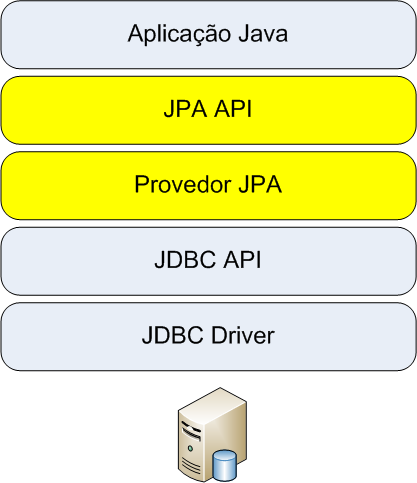 Aplicação Java
JPA API
Provedor JPA
JDBC API
JDBC Driver